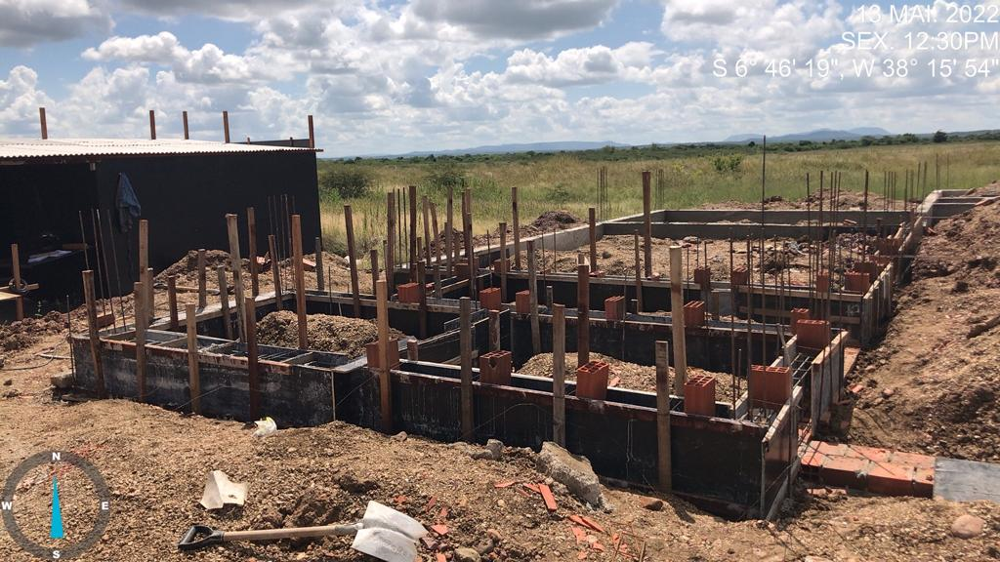 13 MAI. 2022
SEX. 12:30PM
S 6° 46' 19", W 38° 15' 54"
N
W E
S